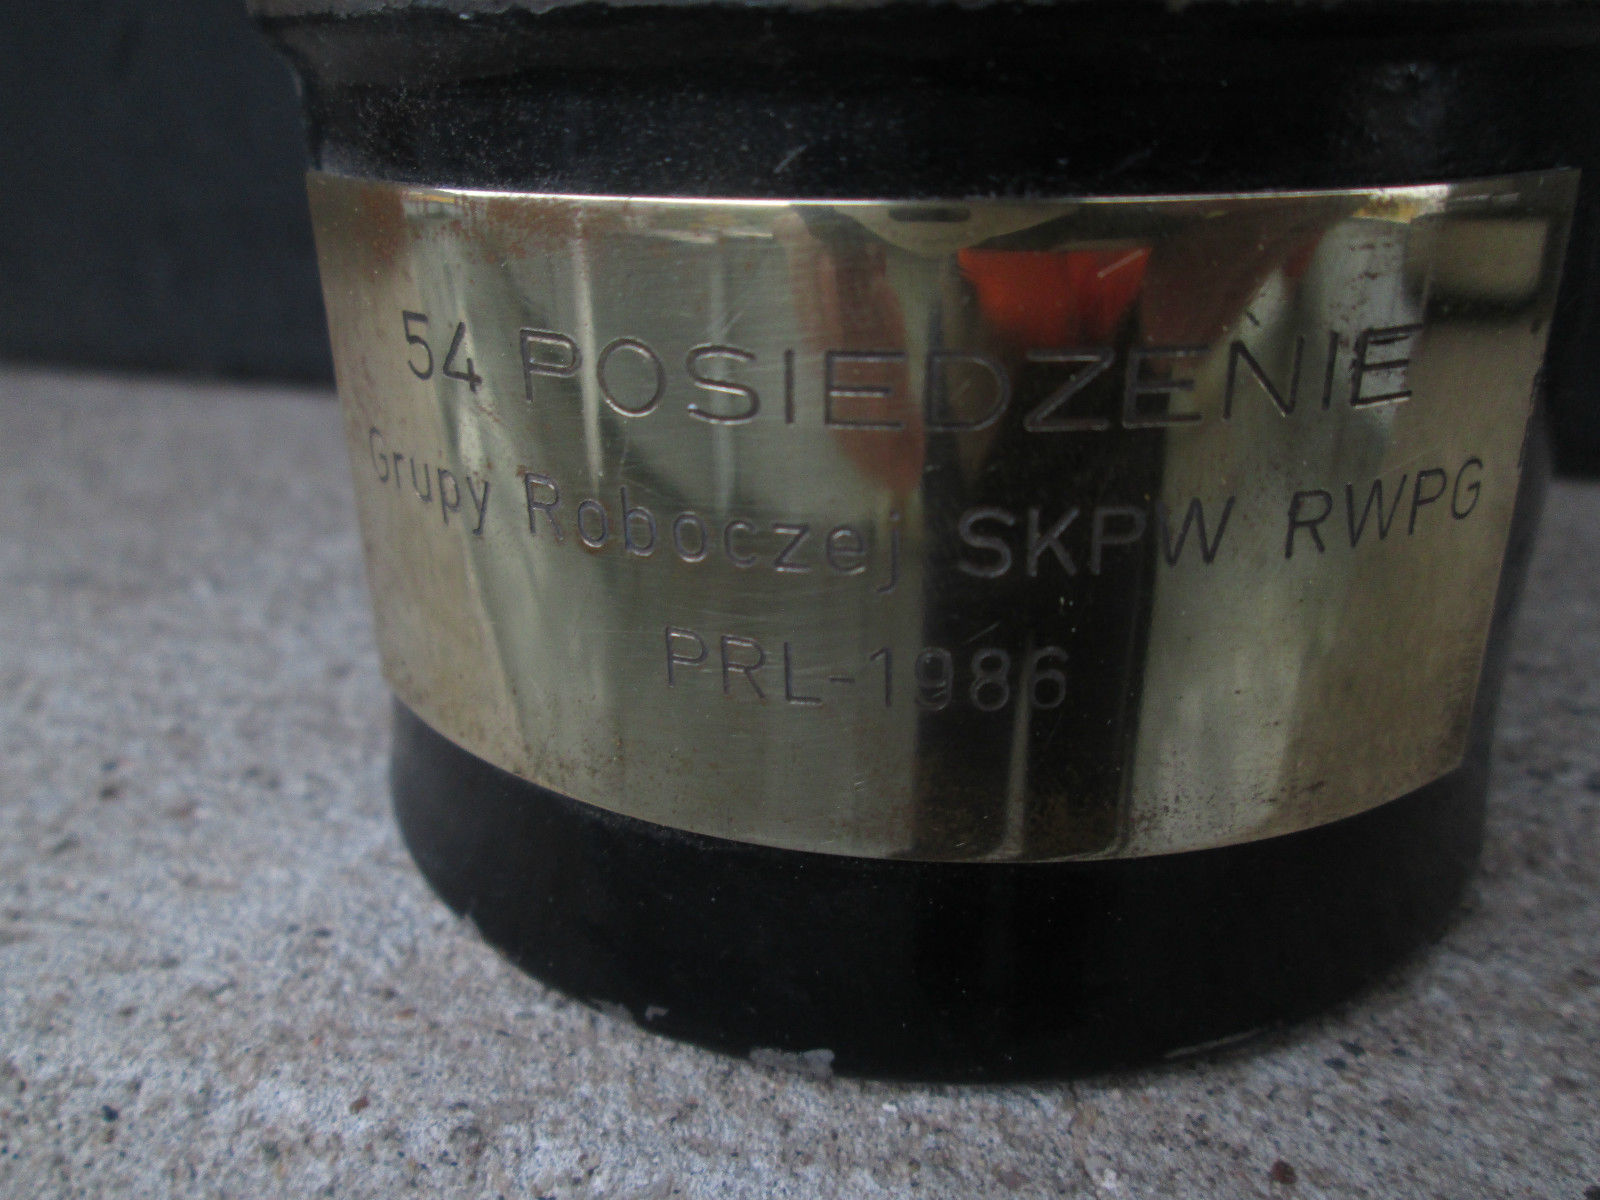 54 POSIEDZENIE
Grupy Roboczej SKPW RWPG
PRL-1986